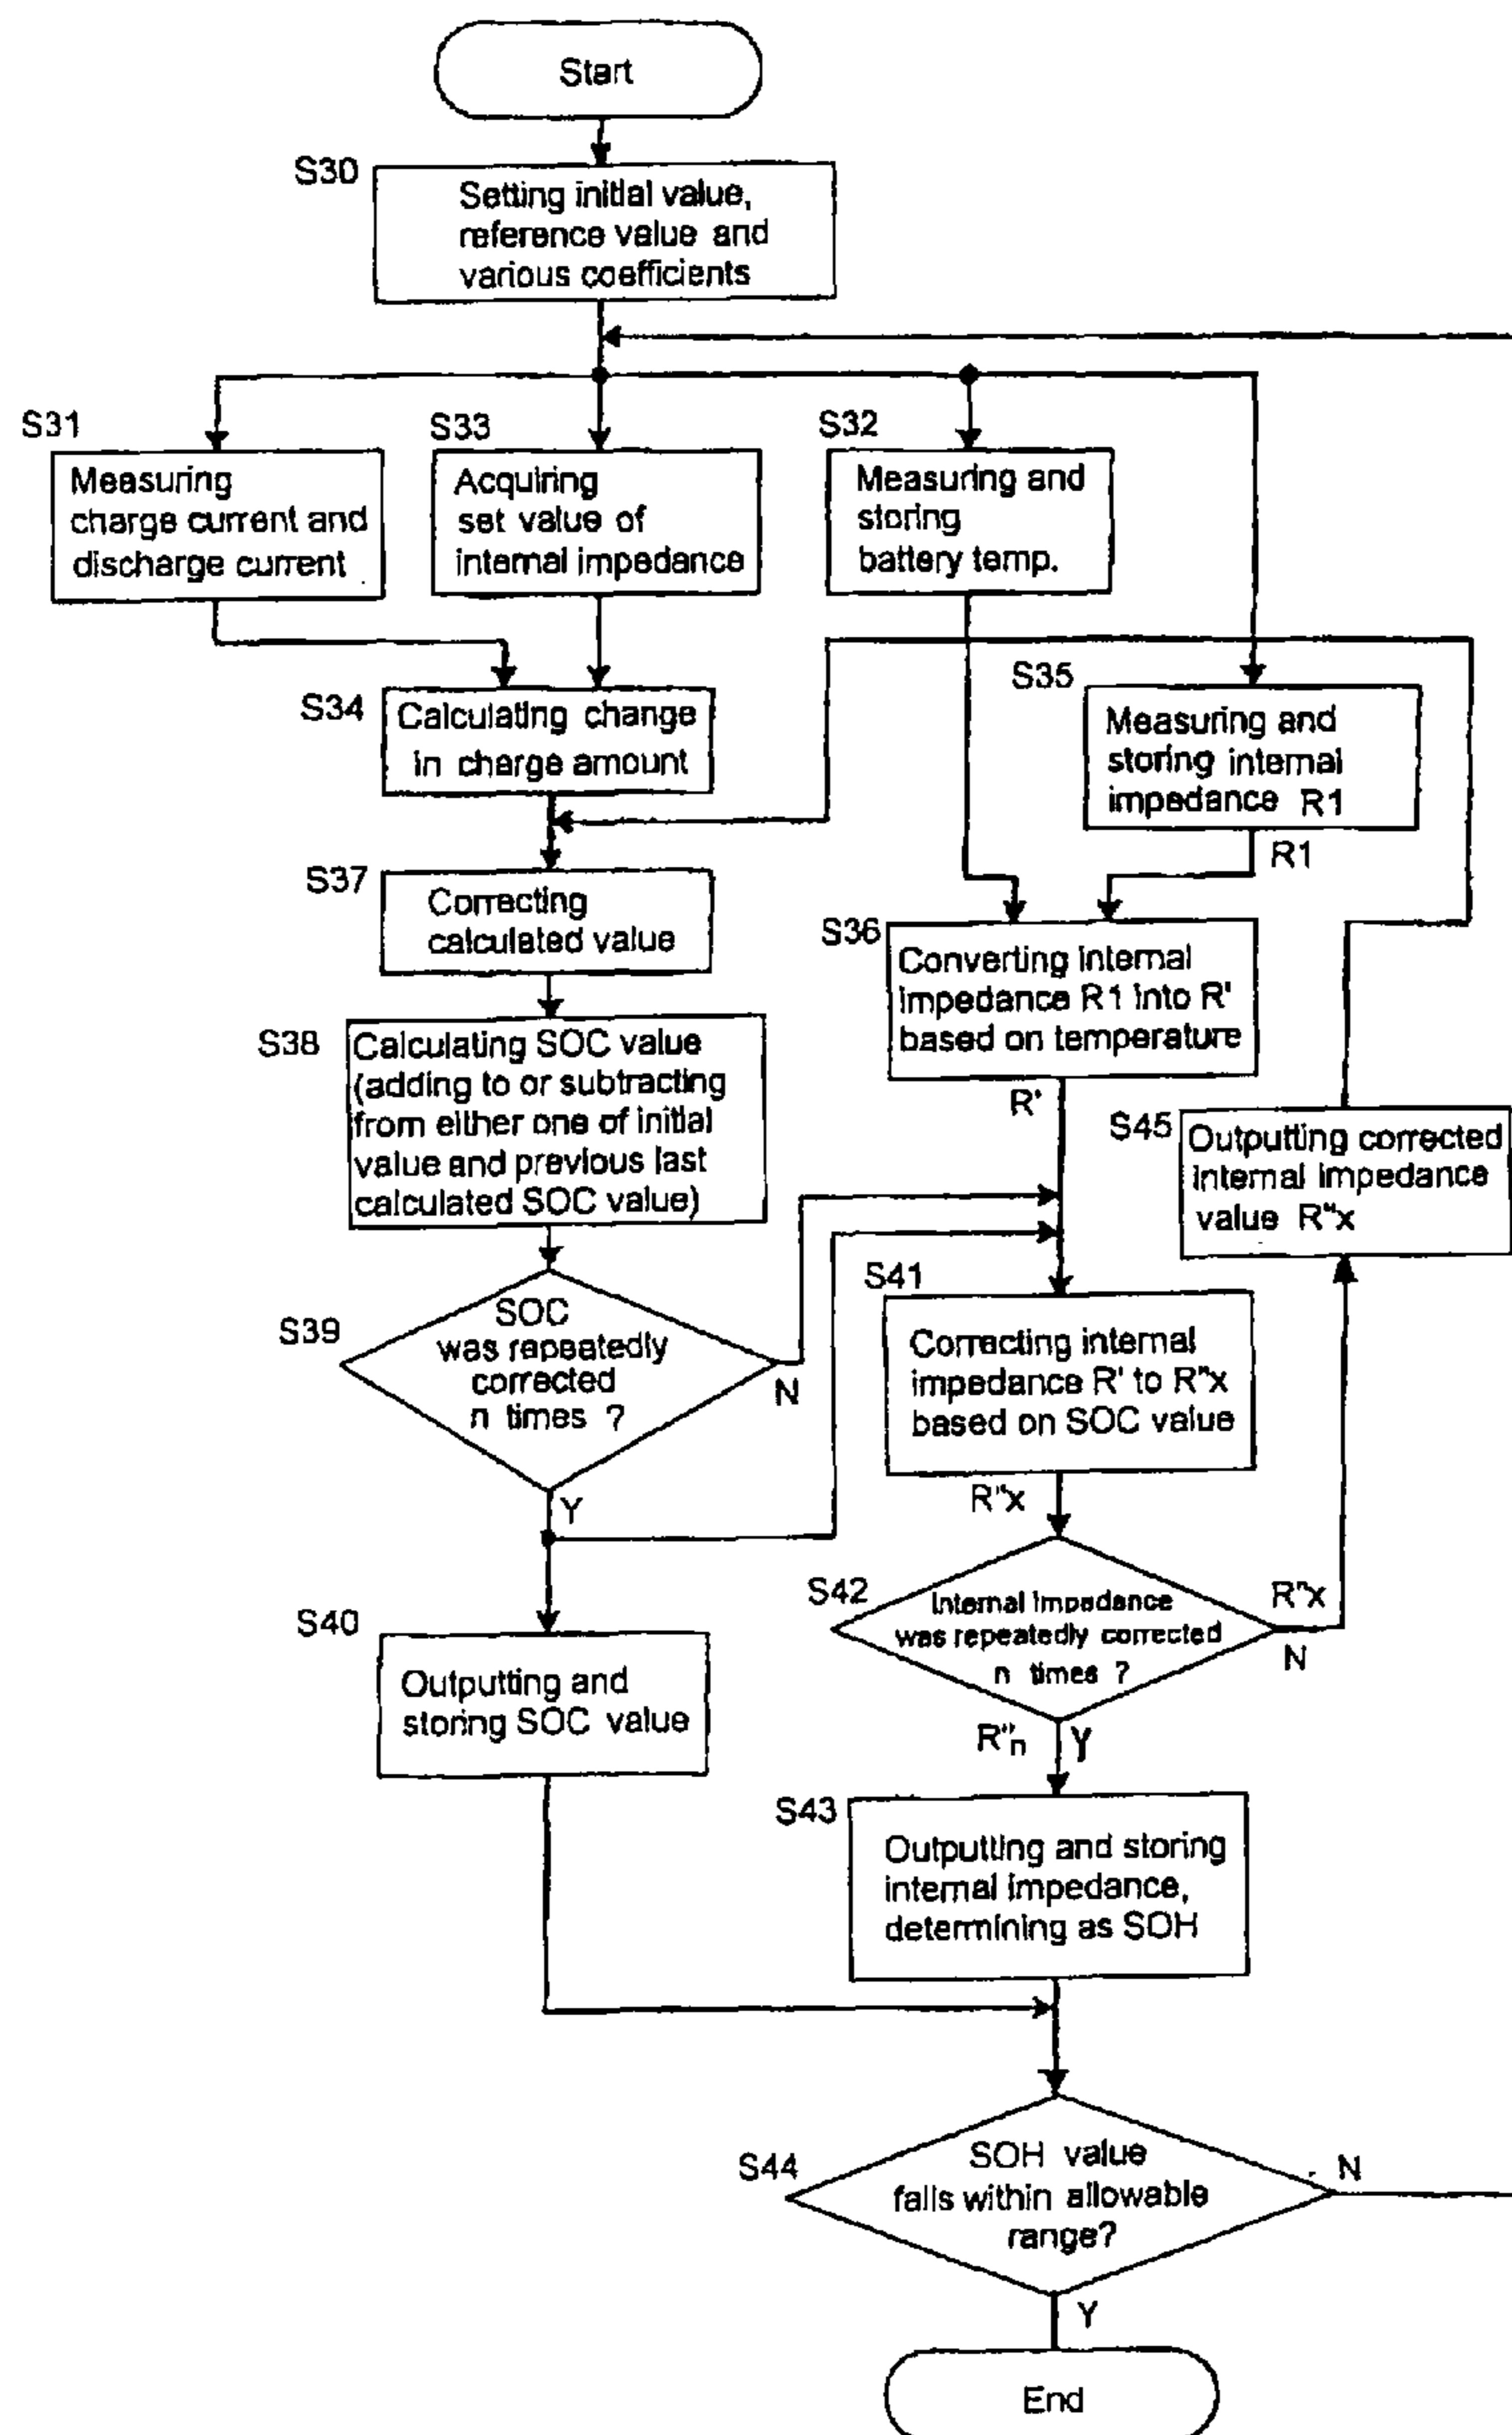 Start
S30
Setting initial value,
reference value and
various coefficients
S31
Measuring
charge current and
discharge current
S33
Acquiring
set value of
internal impedance
S32
Measuring and
storing
battery temp.
S34
Calculating change
in charge amount
S35
Measuring and
storing internal
impedance R1
R1
S37
Correcting
calculated value
S36
Converting internal
impedance R1 into R'
based on temperature
R'
S38
Calculating SOC value
(adding to or subtracting
from either one of initial
value and previous last
calculated SOC value)
S45
Outputting corrected
internal impedance
value R"x
S39
SOC
was repeatedly
corrected
n times ?
N
Y
S41
Correcting internal
impedance R' to R"x
based on SOC value
R"x
S42
Internal impedance
was repeatedly corrected
n times ?
R"x
N
R"n
Y
S40
Outputting and
storing SOC value
S43
Outputting and storing
internal impedance,
determining as SOH
S44
SOH value
falls within allowable
range?
N
Y
End